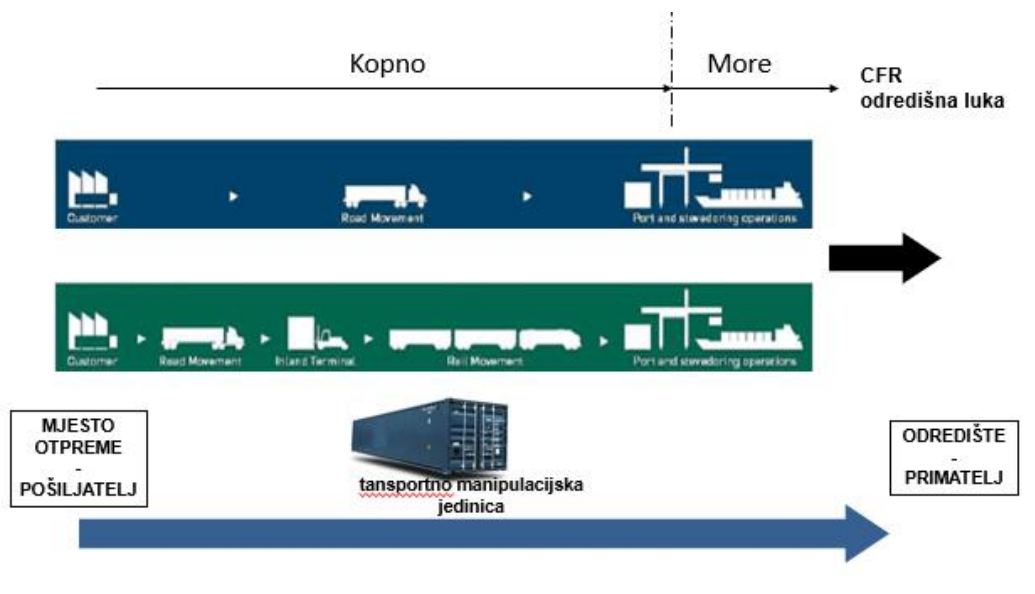 Kopno
More
CFR
odredišna luka
Customer
Road Movement
Port and stevedoring operations
Customer
Road Movement
Inland Terminal
Rail Movement
Port and stevedoring operations
MJESTO
OTPREME
-
POŠILJATELJ
tansportno manipulacijska
jedinica
ODREDIŠTE
-
PRIMATELJ